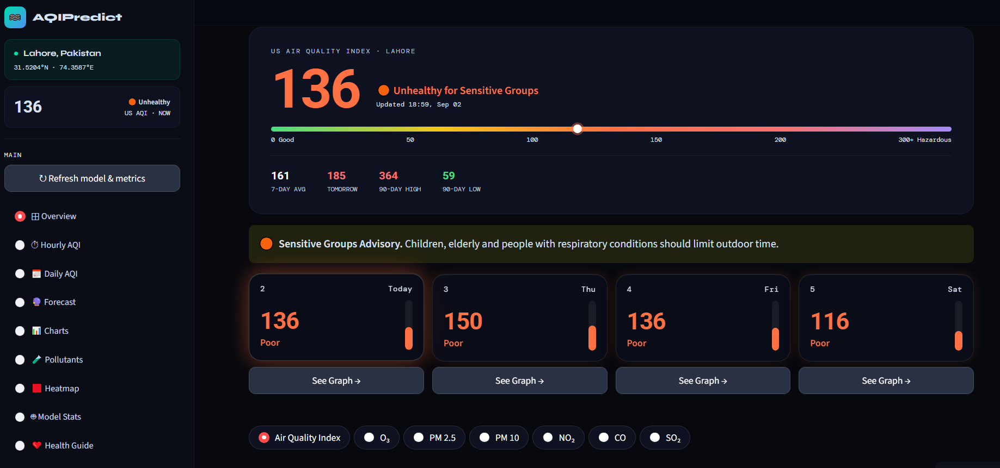 AQIPredict
Lahore, Pakistan
31.5204°N · 74.3587°E
136
Unhealthy
US AQI · NOW
MAIN
↻ Refresh model & metrics
Overview
Hourly AQI
Daily AQI
Forecast
Charts
Pollutants
Heatmap
Model Stats
Health Guide
US AIR QUALITY INDEX · LAHORE
136
Unhealthy for Sensitive Groups
Updated 18:59, Sep 02
0 Good 50 100 150 200 300+ Hazardous
161 185 364 59
7-DAY AVG TOMORROW 90-DAY HIGH 90-DAY LOW
Sensitive Groups Advisory. Children, elderly and people with respiratory conditions should limit outdoor time.
2 Today
136
Poor
See Graph →
3 Thu
150
Poor
See Graph →
4 Fri
136
Poor
See Graph →
5 Sat
116
Poor
See Graph →
Air Quality Index O₃ PM 2.5 PM 10 NO₂ CO SO₂